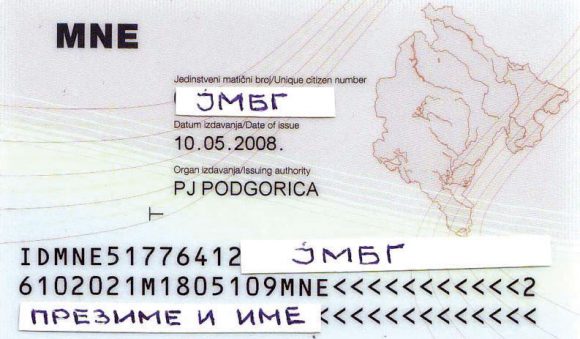 MNE
Jedinstveni matični broj/Unique citizen number
ЈМБГ
Datum izdavanja/Date of issue
10.05.2008.
Organ izdavanja/Issuing authority
PJ PODGORICA
IDMNE51776412 ЈМБГ
6102021M1805109MNE<<<<<<<<<<<2
ПРЕЗИМЕ И ИМЕ <<<<<<<<<<<